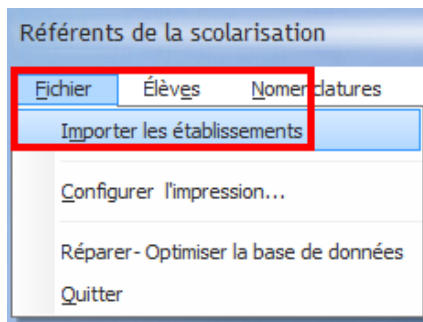 Référents de la scolarisation
Fichier Élèves Nomenclatures
Importer les établissements
Configurer l'impression...
Réparer- Optimiser la base de données
Quitter